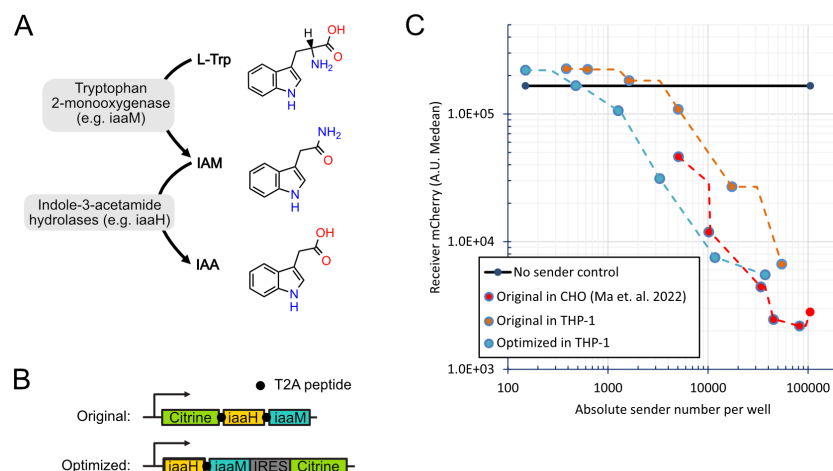 A
L-Trp
H
OH
O
NH₂
N
H
Tryptophan
2-monooxygenase
(e.g. iaaM)
IAM
NH₂
O
N
H
Indole-3-acetamide
hydrolases (e.g. iaaH)
IAA
OH
O
N
H
B
T2A peptide
Original:
Citrine
iaaH
iaaM
Optimized:
iaaH
iaaM
IRES
Citrine
C
Receiver mCherry (A.U. Medean)
1.0E+05
1.0E+04
1.0E+03
No sender control
Original in CHO (Ma et. al. 2022)
Original in THP-1
Optimized in THP-1
100
1000
10000
100000
Absolute sender number per well